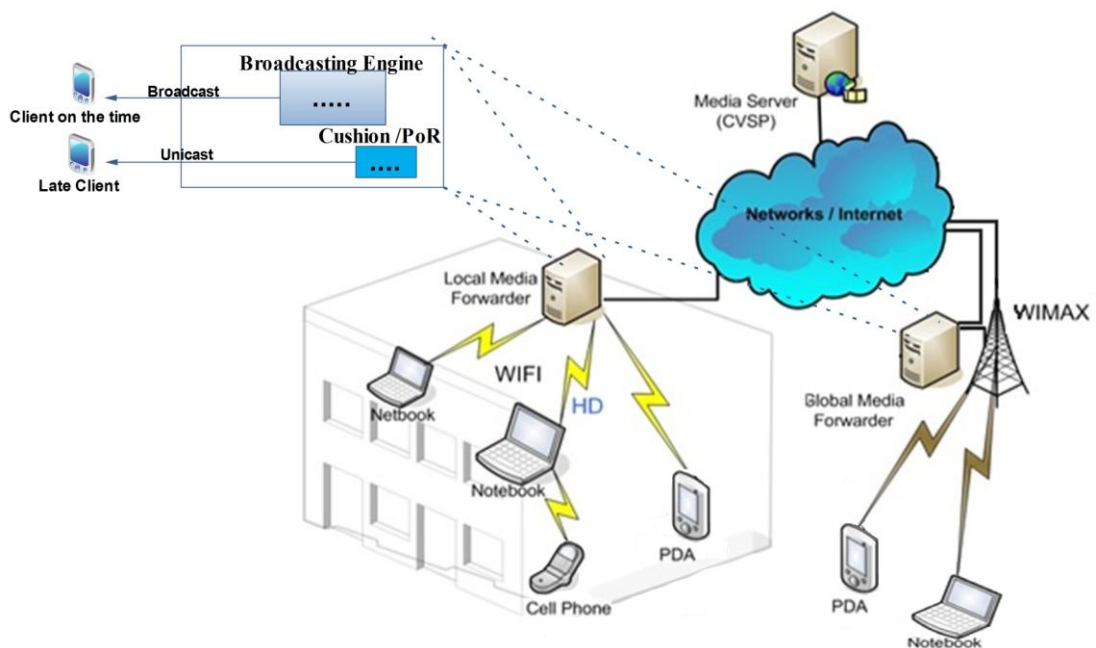 Broadcasting Engine
Broadcast
.....
Client on the time
Cushion /PoR
Unicast
....
Late Client
Media Server
(CVSP)
Networks / Internet
Local Media
Forwarder
WIMAX
WIFI
HD
Netbook
Global Media
Forwarder
Notebook
PDA
Cell Phone
PDA
Notebook